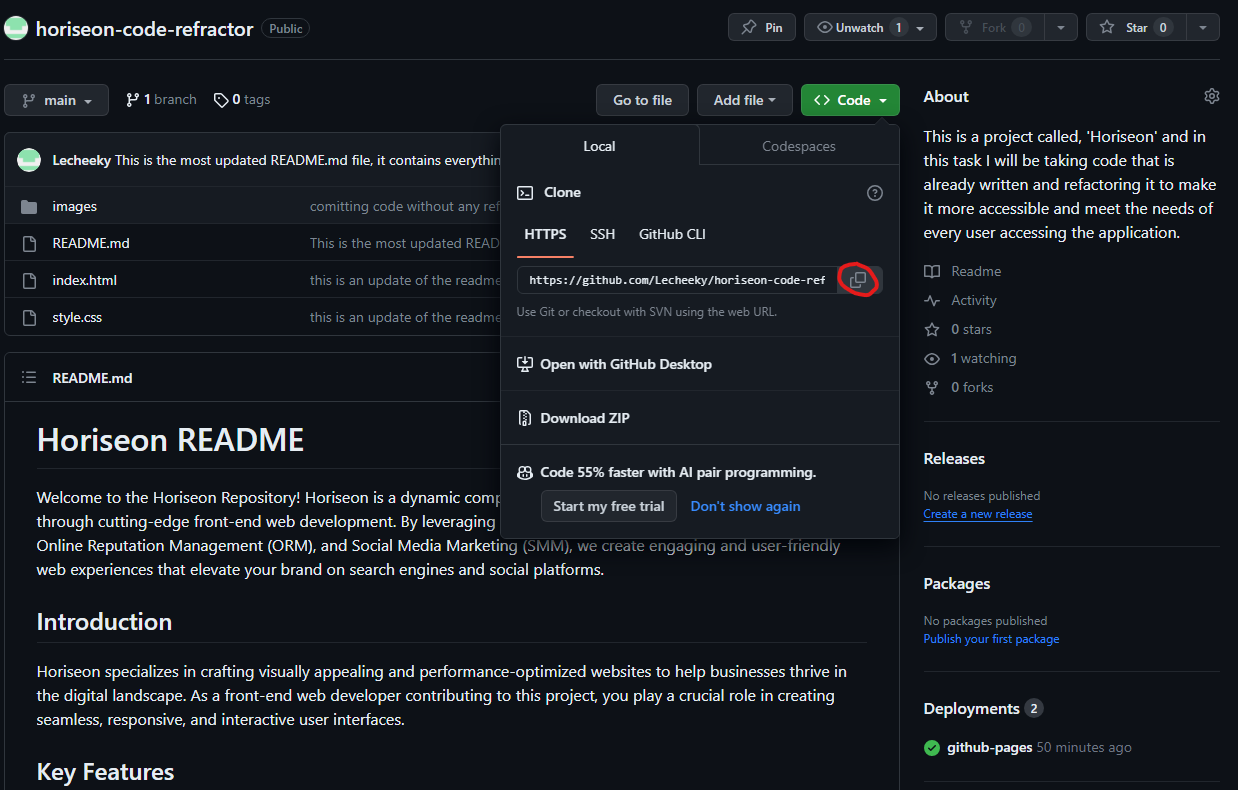 horiseon-code-refractor Public
Pin
Unwatch 1
Fork 0
Star 0
main
1 branch
0 tags
Go to file
Add file
Code
Lecheeky This is the most updated README.md file, it contains
images
comitting code without any
README.md
This is the most updated
index.html
this is an update of the readme
style.css
this is an update of the readme
Local
Codespaces
Clone
HTTPS
SSH
GitHub CLI
https://github.com/Lecheeky/horiseon-code-ref
Use Git or checkout with SVN using the web URL.
Open with GitHub Desktop
Download ZIP
Code 55% faster with AI pair programming.
Start my free trial
Don't show again
README.md
Horiseon README
Welcome to the Horiseon Repository! Horiseon is a dynamic
through cutting-edge front-end web development. By leveraging
Online Reputation Management (ORM), and Social Media Marketing (SMM), we create engaging and user-friendly
web experiences that elevate your brand on search engines and social platforms.
Introduction
Horiseon specializes in crafting visually appealing and performance-optimized websites to help businesses thrive in
the digital landscape. As a front-end web developer contributing to this project, you play a crucial role in creating
seamless, responsive, and interactive user interfaces.
Key Features
About
This is a project called, 'Horiseon' and in
this task I will be taking code that is
already written and refactoring it to make
it more accessible and meet the needs of
every user accessing the application.
Readme
Activity
0 stars
1 watching
0 forks
Releases
No releases published
Create a new release
Packages
No packages published
Publish your first package
Deployments 2
github-pages 50 minutes ago